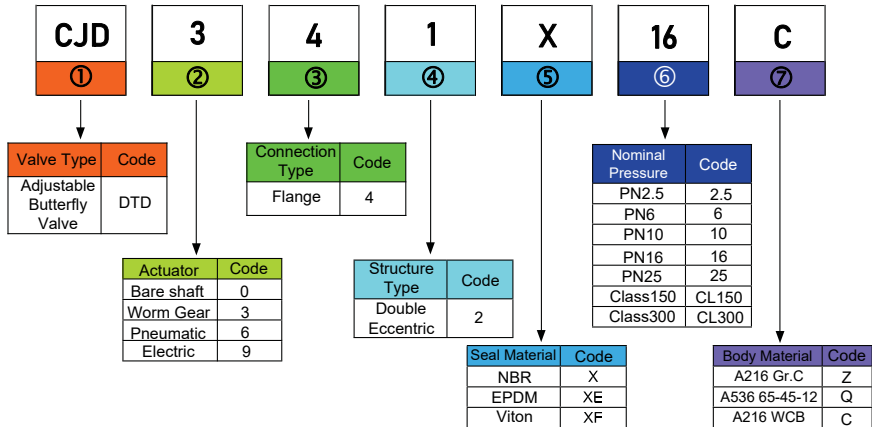 CJD 3 4 1 X 16 C
① ② ③ ④ ⑤ ⑥ ⑦
Valve Type Code
Adjustable
Butterfly
Valve
DTD
Actuator Code
Bare shaft 0
Worm Gear 3
Pneumatic 6
Electric 9
Connection
Type
Code
Flange 4
Structure
Type
Code
Double
Eccentric
2
Seal Material Code
NBR X
EPDM XE
Viton XF
Nominal
Pressure
Code
PN2.5 2.5
PN6 6
PN10 10
PN16 16
PN25 25
Class150 CL150
Class300 CL300
Body Material Code
A216 Gr.C Z
A536 65-45-12 Q
A216 WCB C